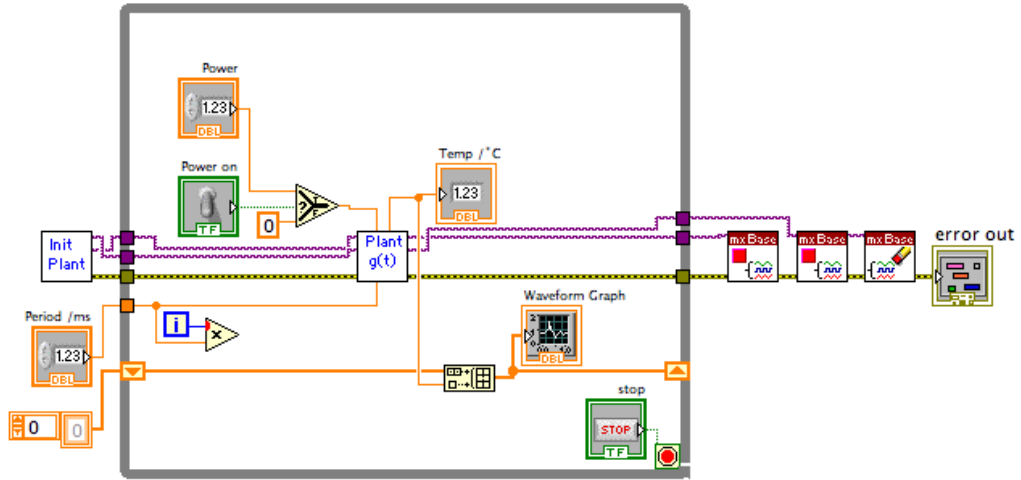 Power
1.23
DBL
Power on
TF
?
T
F
0
Temp /°C
1.23
DBL
Init
Plant
Plant
g(t)
mxBase
mxBase
mxBase
error out
Period /ms
1.23
DBL
i
x
Waveform Graph
DBL
0
0
stop
STOP
TF